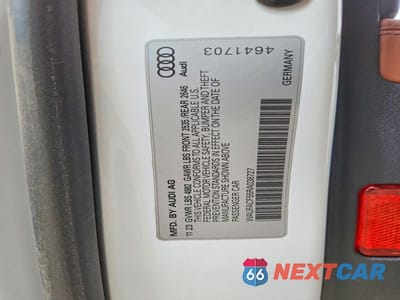 4641703
Audi
GERMANY
MFD. BY AUDI AG
11 23 GVWR LBS 4982 GAWR LBS FRONT 2535 /REAR 2646
THIS VEHICLE CONFORMS TO ALL APPLICABLE U.S.
FEDERAL MOTOR VEHICLE SAFETY, BUMPER AND THEFT
PREVENTION STANDARDS IN EFFECT ON THE DATE OF
MANUFACTURE SHOWN ABOVE.
PASSENGER CAR
66 NEXTCAR